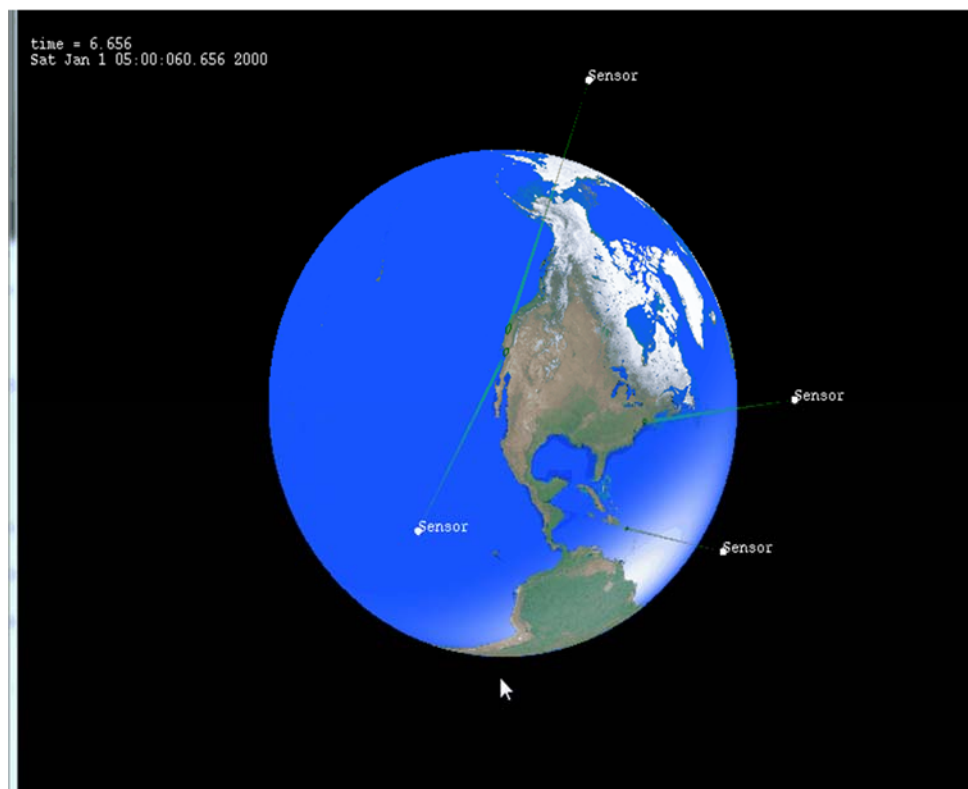 time = 6.656
Sat Jan 1 05:00:060.656 2000
Sensor
Sensor
Sensor
Sensor